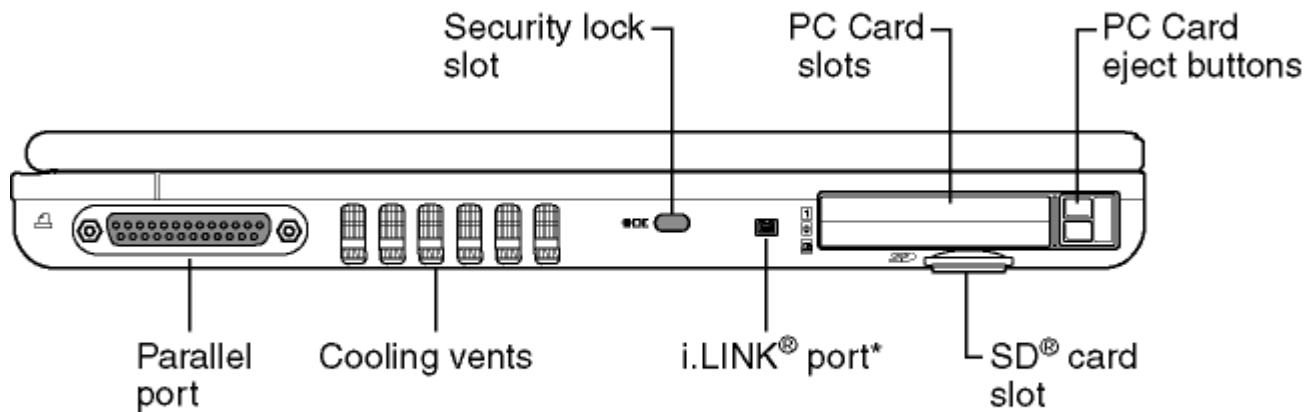 Security lock
slot
PC Card
slots
PC Card
eject buttons
Parallel
port
Cooling vents
i.LINK® port*
SD® card
slot